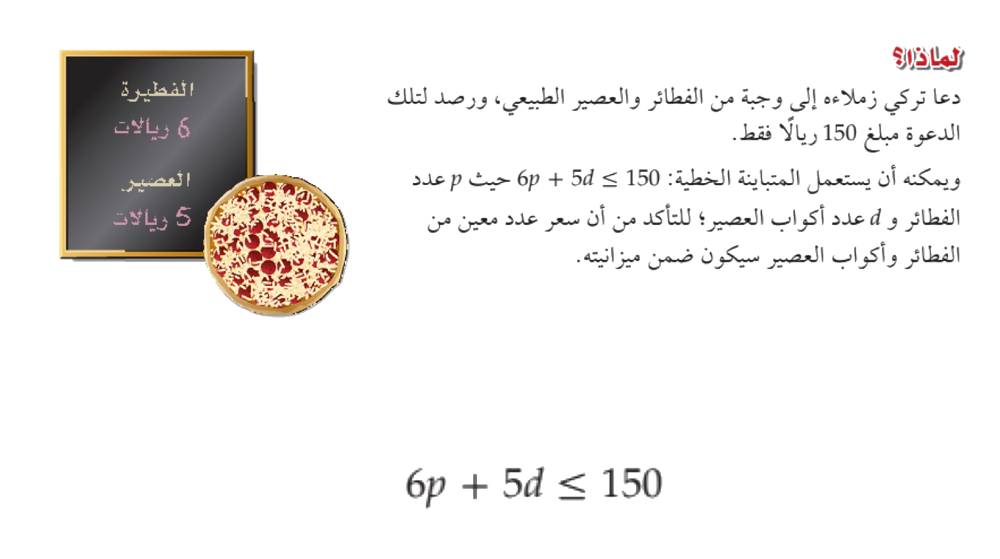 لماذا؟
دعا تركي زملاءه إلى وجبة من الفطائر والعصير الطبيعي، ورصد لتلك
الدعوة مبلغ 150 ريالًا فقط.
ويمكنه أن يستعمل المتباينة الخطية: 6p + 5d ≤ 150 حيث p عدد
الفطائر و d عدد أكواب العصير؛ للتأكد من أن سعر عدد معين من
الفطائر وأكواب العصير سيكون ضمن ميزانيته.
الفطيرة
6 ريالات
العصير
5 ريالات
6p + 5d ≤ 150